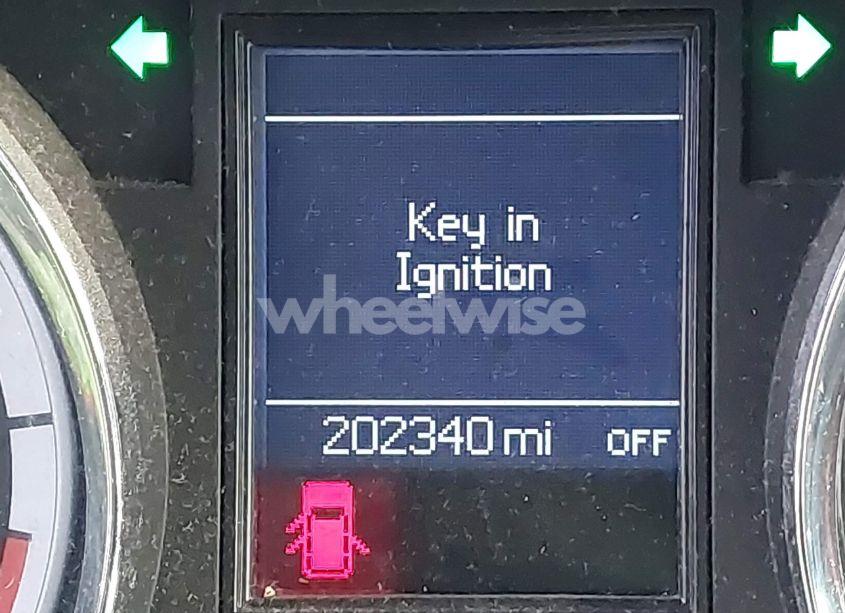 Key in
Ignition
wheelwise
202340 mi OFF